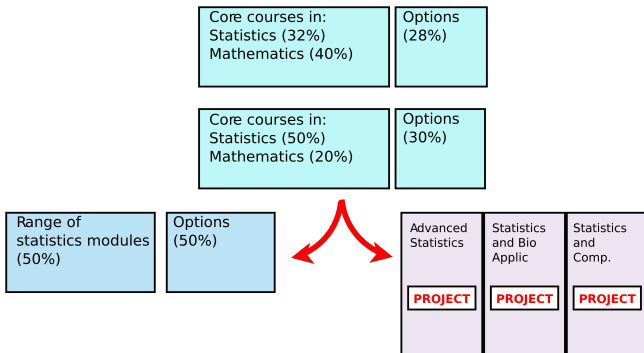 Core courses in:
Statistics (32%)
Mathematics (40%)
Options
(28%)
Core courses in:
Statistics (50%)
Mathematics (20%)
Options
(30%)
Range of
statistics modules
(50%)
Options
(50%)
Advanced
Statistics
PROJECT
Statistics
and Bio
Applic
PROJECT
Statistics
and
Comp.
PROJECT